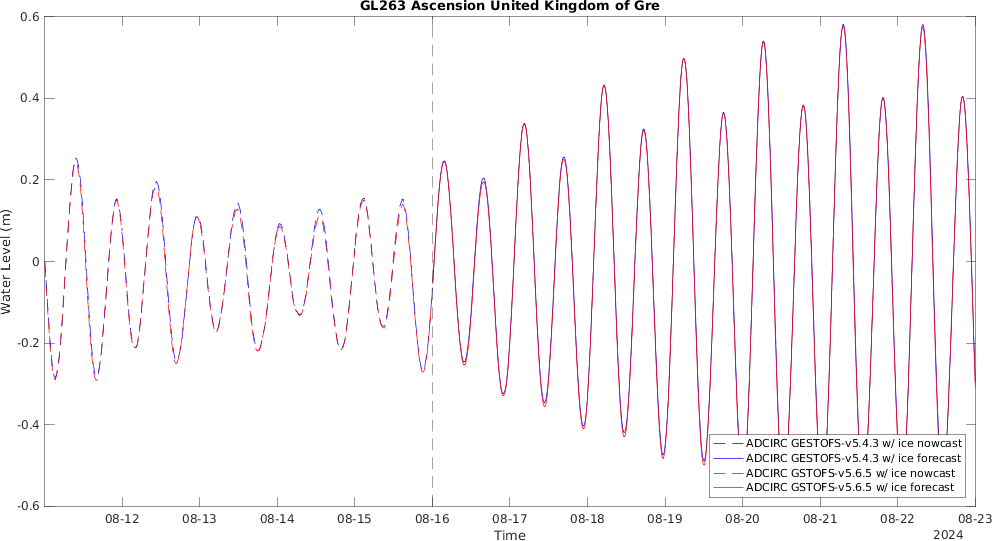 GL263 Ascension United Kingdom of Gre
0.6
0.4
0.2
0
-0.2
-0.4
-0.6
Water Level (m)
ADCIRC GESTOFS-v5.4.3 w/ ice nowcast
ADCIRC GESTOFS-v5.4.3 w/ ice forecast
ADCIRC GSTOFS-v5.6.5 w/ ice nowcast
ADCIRC GSTOFS-v5.6.5 w/ ice forecast
08-12 08-13 08-14 08-15 08-16 08-17 08-18 08-19 08-20 08-21 08-22 08-23
Time
2024